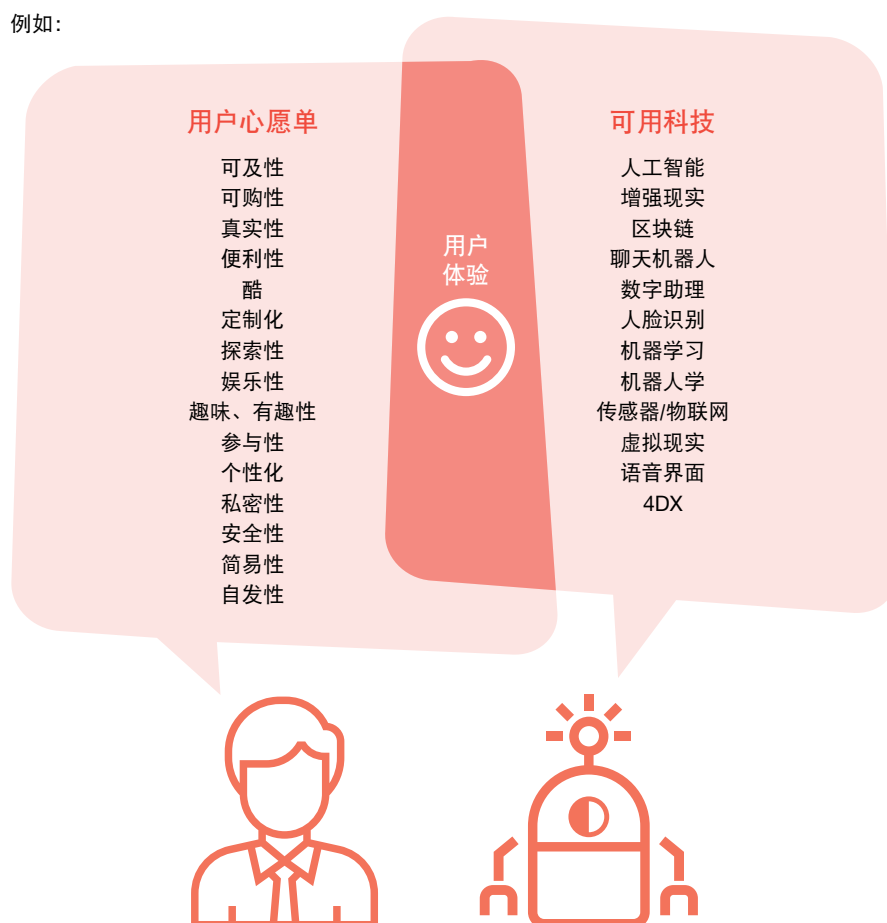 例如：
用户心愿单
可及性
可购性
真实性
便利性
酷
定制化
探索性
娱乐性
趣味、有趣性
参与性
个性化
私密性
安全性
简易性
自发性
用户
体验
可用科技
人工智能
增强现实
区块链
聊天机器人
数字助理
人脸识别
机器学习
机器人学
传感器/物联网
虚拟现实
语音界面
4DX